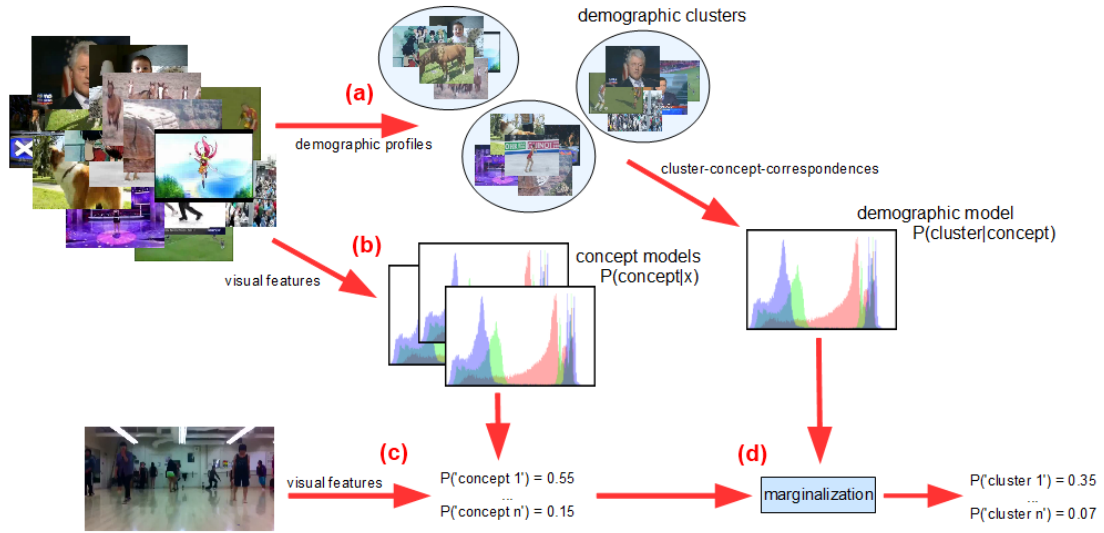 demographic clusters
(a)
demographic profiles
cluster-concept-correspondences
demographic model
P(cluster|concept)
(b)
concept models
P(concept|x)
visual features
(c)
(d)
visual features
P('concept 1') = 0.55
...
P('concept n') = 0.15
marginalization
P('cluster 1') = 0.35
...
P('cluster n') = 0.07